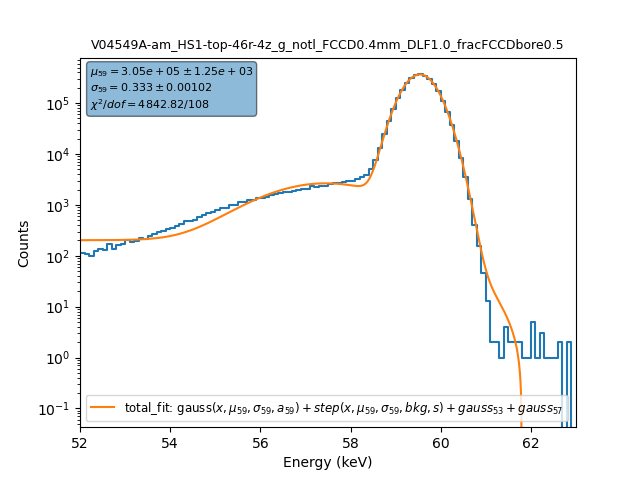 V04549A-am_HS1-top-46r-4z_g_notl_FCCD0.4mm_DLF1.0_fracFCCDbore0.5
μ₅₉ = 3.05e + 05 ± 1.25e + 03
σ₅₉ = 0.333 ± 0.00102
χ²/dof = 4842.82/108
Counts
10⁵
10⁴
10³
10²
10¹
10⁰
10⁻¹
total_fit: gauss(x, μ₅₉, σ₅₉, a₅₉) + step(x, μ₅₉, σ₅₉, bkg, s) + gauss₅₃ + gauss₅₇
52 54 56 58 60 62
Energy (keV)